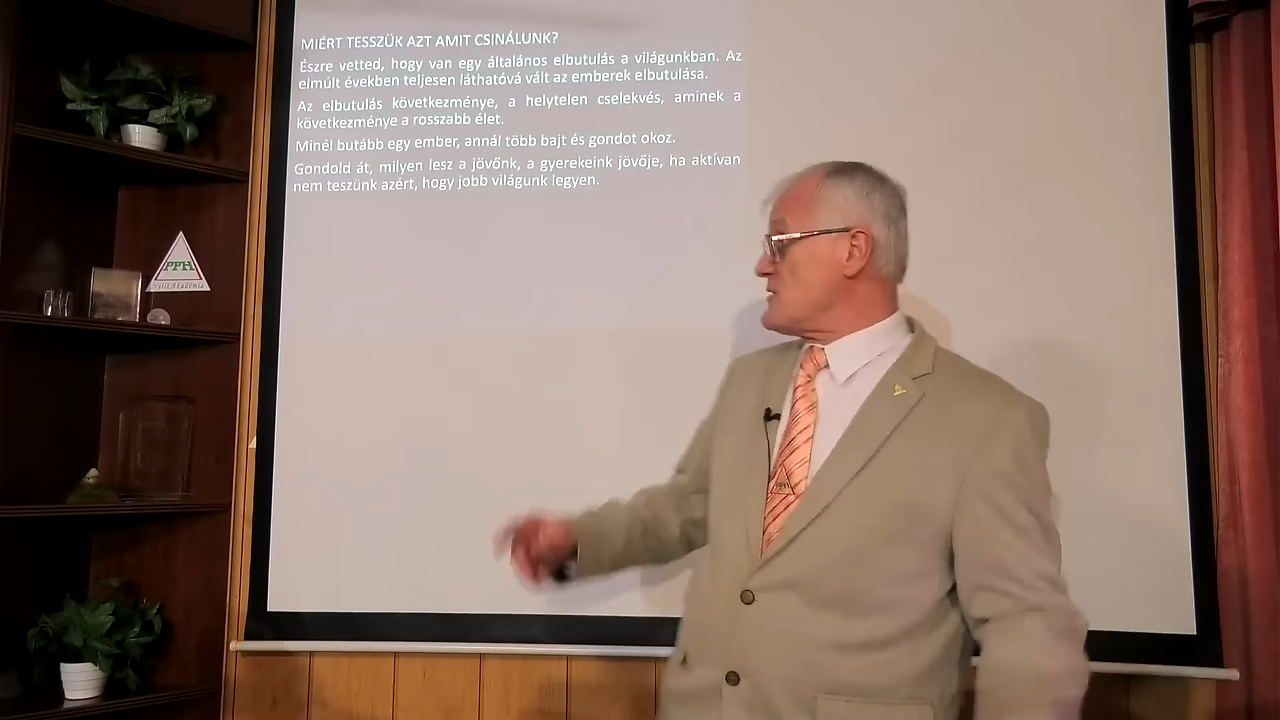 MIÉRT TESSZÜK AZT AMIT CSINÁLUNK?
Észre vetted, hogy van egy általános elbutulás a világunkban. Az
elmúlt években teljesen láthatóvá vált az emberek elbutulása.
Az elbutulás következménye, a helytelen cselekvés, aminek a
következménye a rosszabb élet.
Minél butább egy ember, annál több bajt és gondot okoz.
Gondold át, milyen lesz a jövőnk, a gyerekeink jövője, ha aktívan
nem teszünk azért, hogy jobb világunk legyen.
PPH
Nyílt Akadémia
PPH